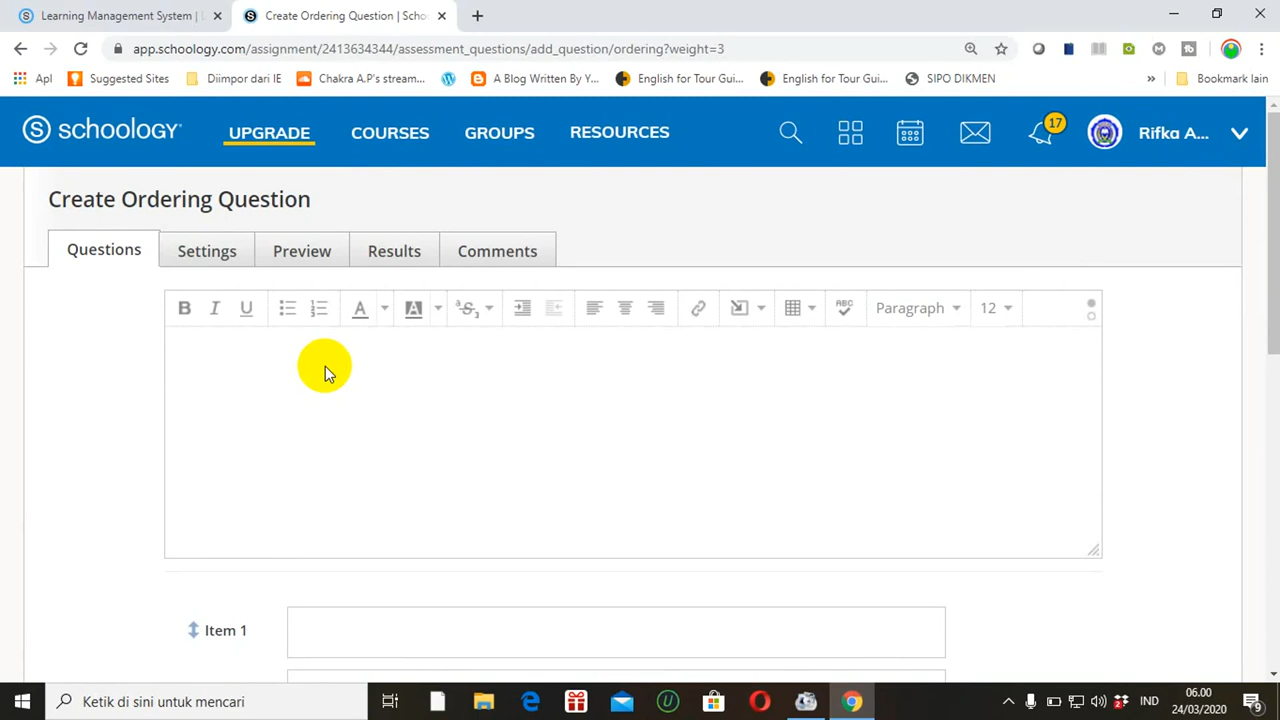 Learning Management System | L
Create Ordering Question | Scho
app.schoology.com/assignment/2413634344/assessment_questions/add_question/ordering?weight=3
Apl
Suggested Sites
Diimpor dari IE
Chakra A.P's stream...
A Blog Written By Y...
English for Tour Gui...
English for Tour Gui...
SIPO DIKMEN
Bookmark lain
schoology
UPGRADE
COURSES
GROUPS
RESOURCES
17
Rifka A...
Create Ordering Question
Questions
Settings
Preview
Results
Comments
B I U
Paragraph
12
Item 1
Ketik di sini untuk mencari
IND
06.00
24/03/2020
9